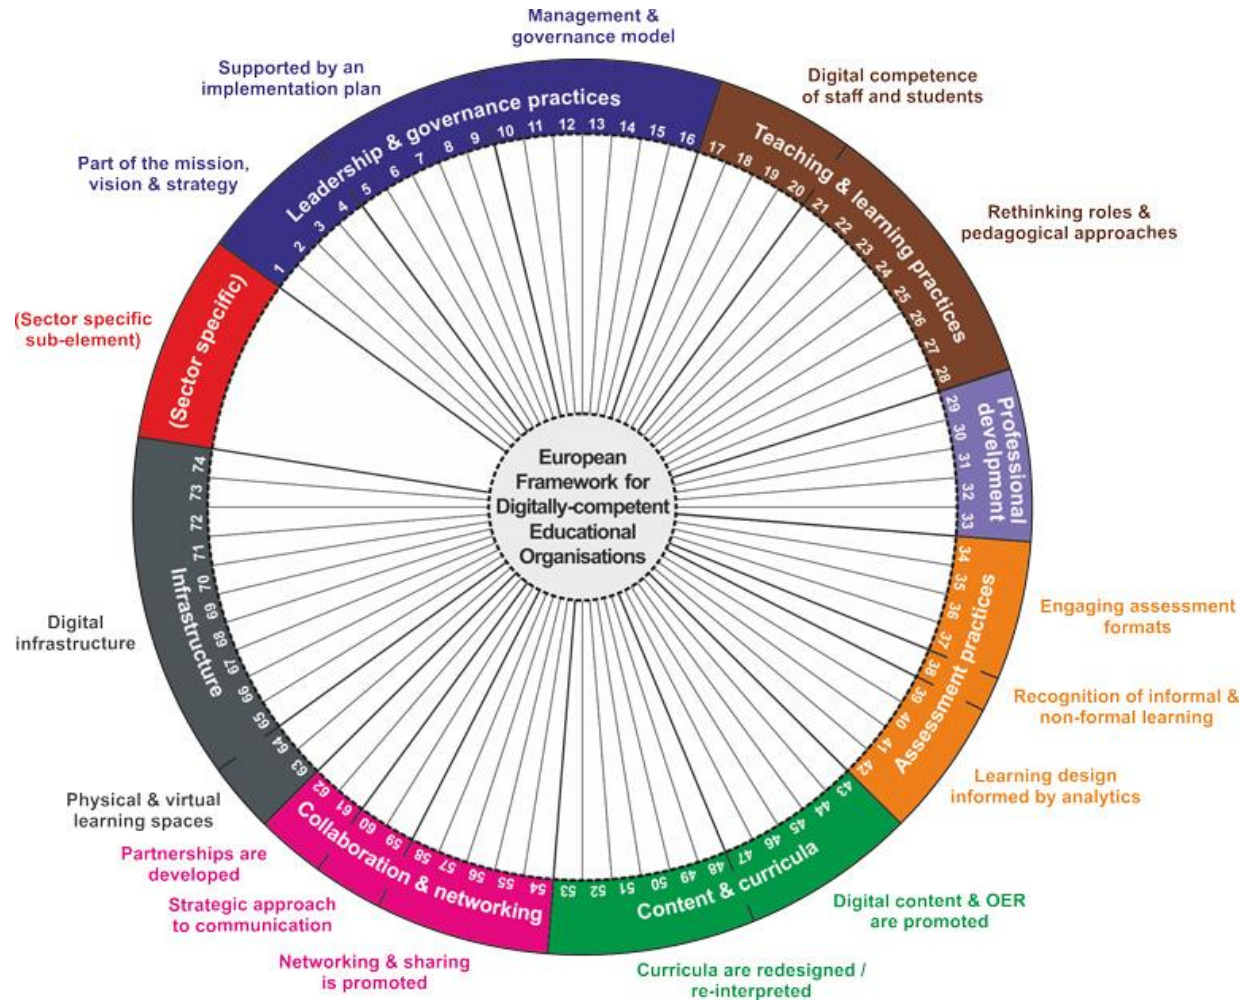 Management &
governance model
Supported by an
implementation plan
Digital competence
of staff and students
Part of the mission,
vision & strategy
Rethinking roles &
pedagogical approaches
(Sector specific
sub-element)
Leadership & governance practices
1 2 3 4 5 6 7 8 9 10 11 12 13 14 15 16
Teaching & learning practices
17 18 19 20 21 22 23 24 25 26 27 28
Professional
develpment
29 30 31 32 33
Assessment practices
34 35 36 37 38 39 40 41 42
Content & curricula
43 44 45 46 47 48 49 50 51 52 53
Collaboration & networking
54 55 56 57 58 59 60 61 62
Infrastructure
63 64 65 66 67 68 69 70 71 72 73 74
(Sector specific)
European
Framework for
Digitally-competent
Educational
Organisations
Engaging assessment
formats
Recognition of informal &
non-formal learning
Learning design
informed by analytics
Digital content & OER
are promoted
Curricula are redesigned /
re-interpreted
Networking & sharing
is promoted
Strategic approach
to communication
Partnerships are
developed
Physical & virtual
learning spaces
Digital
infrastructure